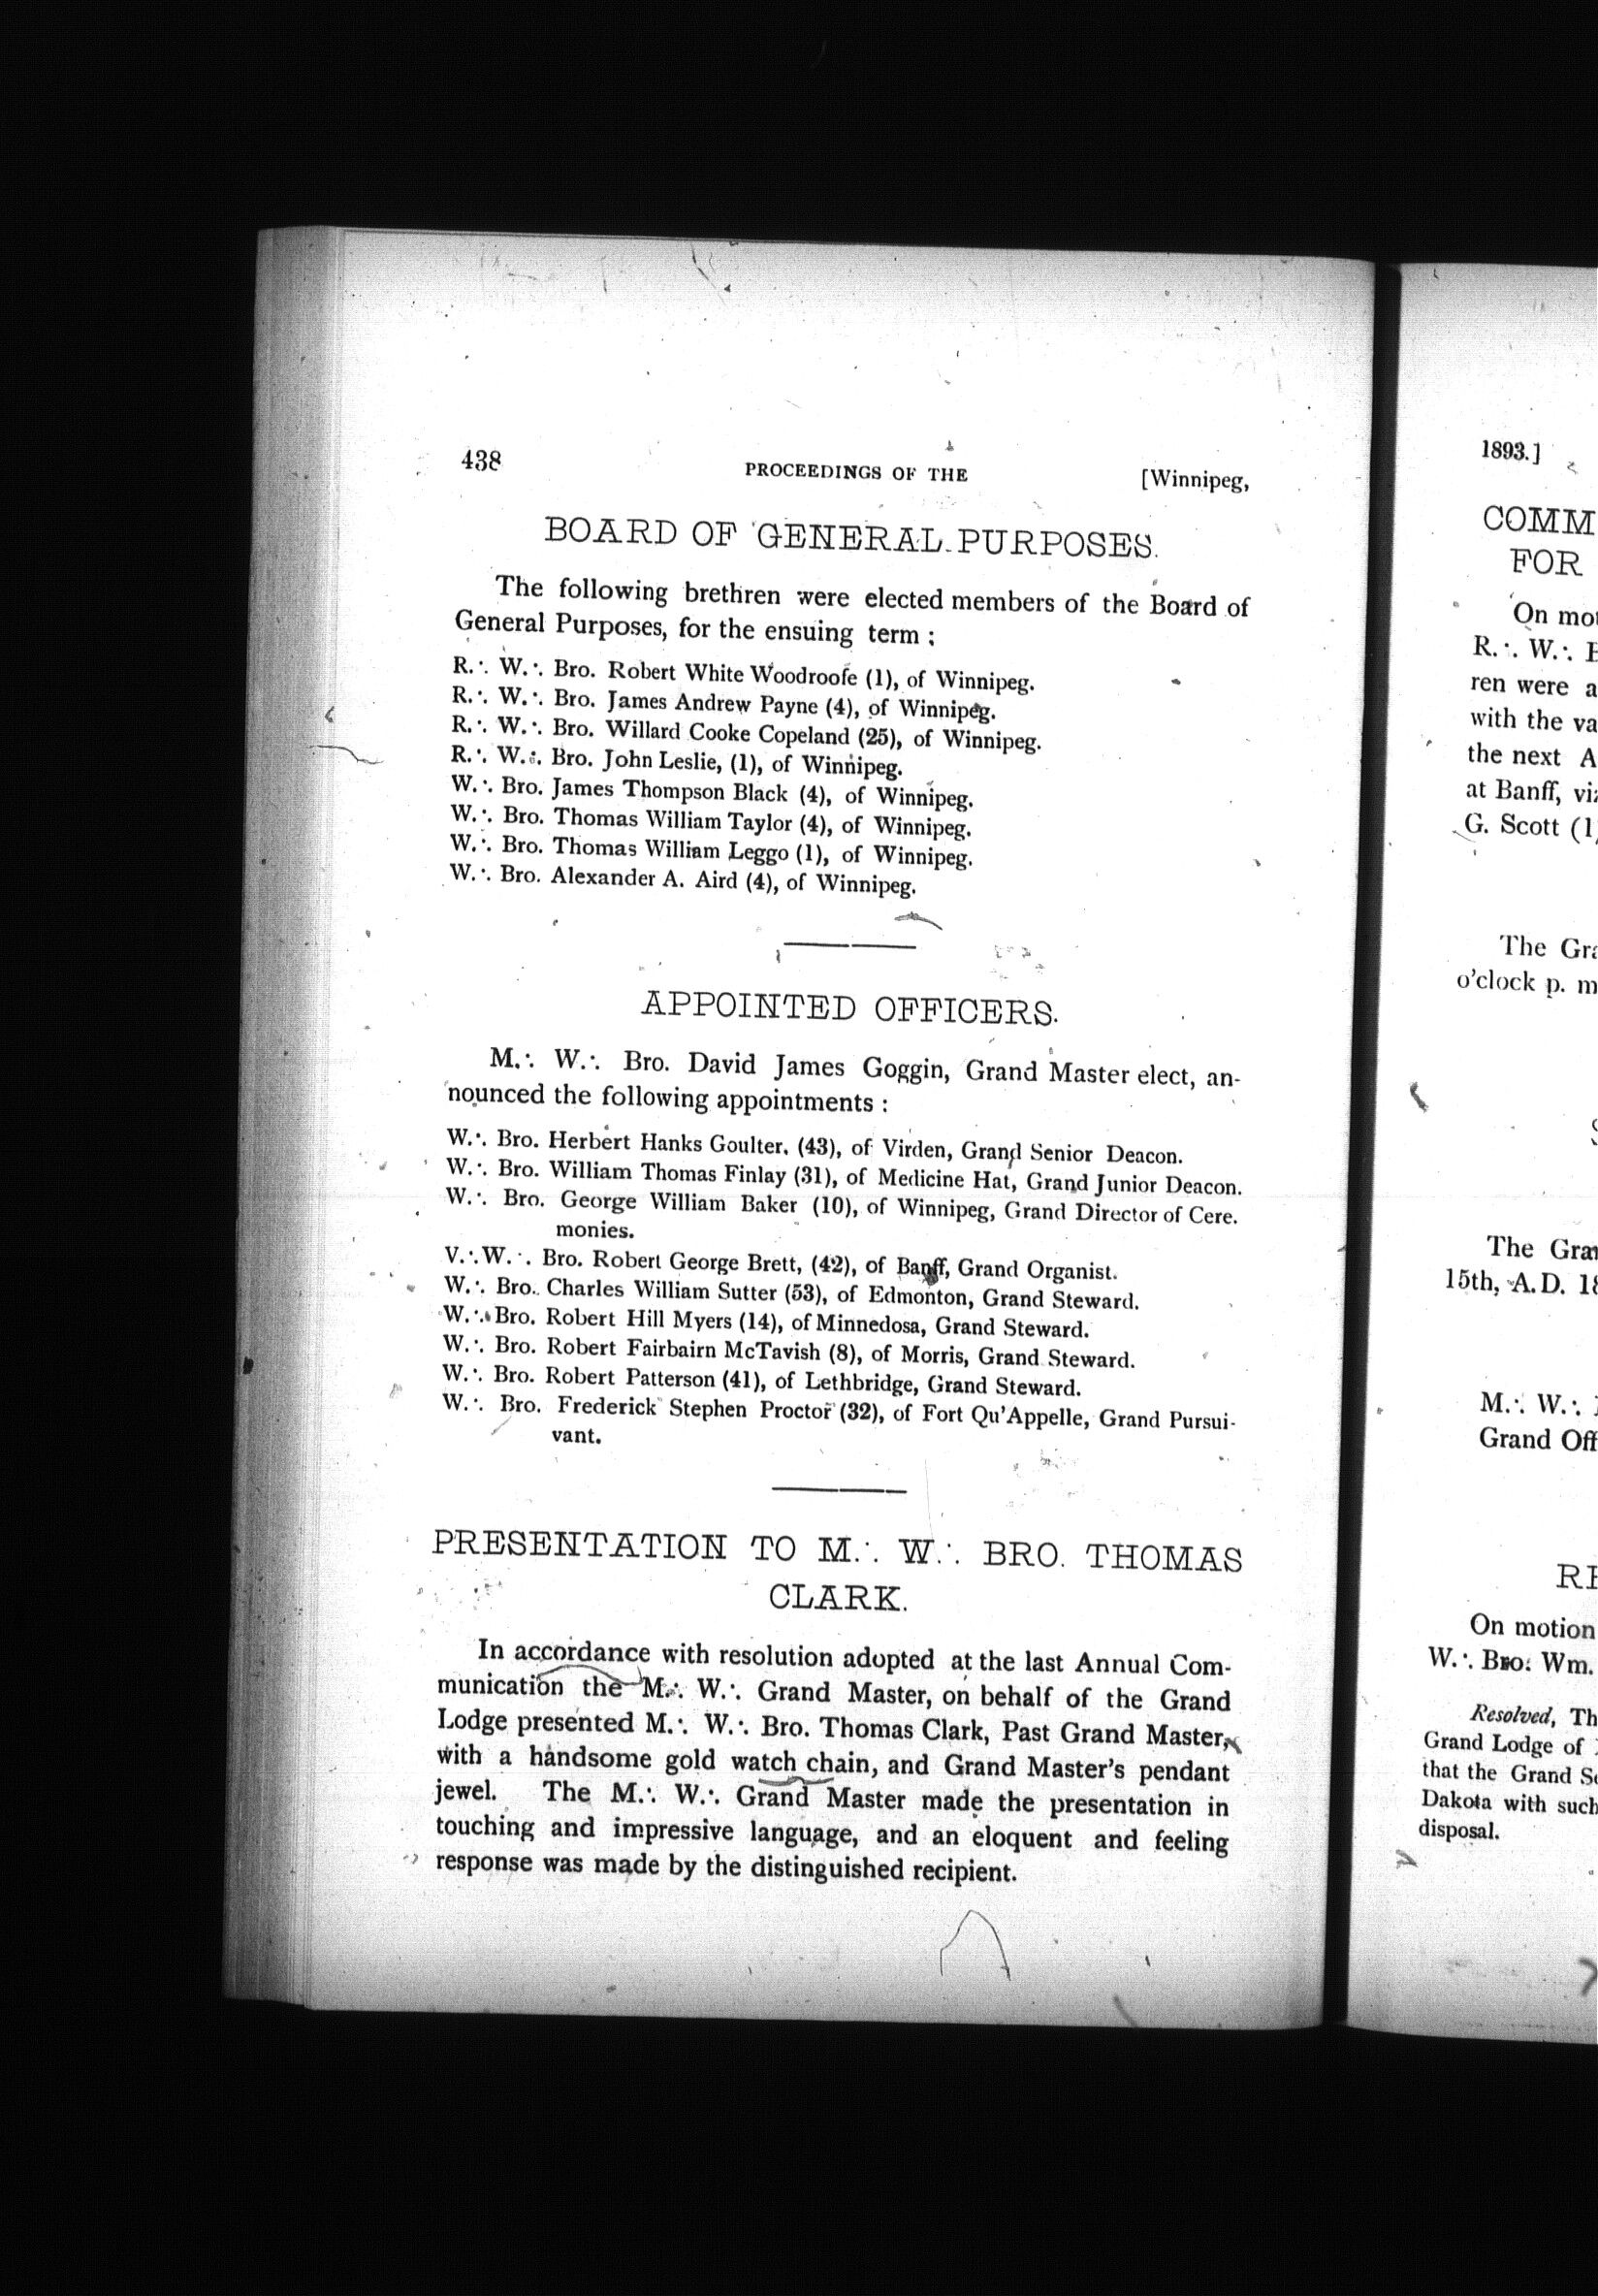 438 PROCEEDINGS OF THE [Winnipeg,
BOARD OF GENERAL PURPOSES.
The following brethren were elected members of the Board of
General Purposes, for the ensuing term :
R.∴ W.∴ Bro. Robert White Woodroofe (1), of Winnipeg.
R.∴ W.∴ Bro. James Andrew Payne (4), of Winnipeg.
R.∴ W.∴ Bro. Willard Cooke Copeland (25), of Winnipeg.
R.∴ W.∴ Bro. John Leslie, (1), of Winnipeg.
W.∴ Bro. James Thompson Black (4), of Winnipeg.
W.∴ Bro. Thomas William Taylor (4), of Winnipeg.
W.∴ Bro. Thomas William Leggo (1), of Winnipeg.
W.∴ Bro. Alexander A. Aird (4), of Winnipeg.
APPOINTED OFFICERS.
M.∴ W.∴ Bro. David James Goggin, Grand Master elect, an-
nounced the following appointments :
W.∴ Bro. Herbert Hanks Goulter, (43), of Virden, Grand Senior Deacon.
W.∴ Bro. William Thomas Finlay (31), of Medicine Hat, Grand Junior Deacon.
W.∴ Bro. George William Baker (10), of Winnipeg, Grand Director of Cere.
monies.
V.∴W.∴ Bro. Robert George Brett, (42), of Banff, Grand Organist.
W.∴ Bro. Charles William Sutter (53), of Edmonton, Grand Steward.
W.∴ Bro. Robert Hill Myers (14), of Minnedosa, Grand Steward.
W.∴ Bro. Robert Fairbairn McTavish (8), of Morris, Grand Steward.
W.∴ Bro. Robert Patterson (41), of Lethbridge, Grand Steward.
W.∴ Bro. Frederick Stephen Proctor (32), of Fort Qu'Appelle, Grand Pursui-
vant.
PRESENTATION TO M.∴ W.∴ BRO. THOMAS
CLARK.
In accordance with resolution adopted at the last Annual Com-
munication the M.∴ W.∴ Grand Master, on behalf of the Grand
Lodge presented M.∴ W.∴ Bro. Thomas Clark, Past Grand Master,
with a handsome gold watch chain, and Grand Master's pendant
jewel. The M.∴ W.∴ Grand Master made the presentation in
touching and impressive language, and an eloquent and feeling
response was made by the distinguished recipient.
1893.]
COMM
FOR
On mo
R.∴ W.∴
ren were a
with the va
the next A
at Banff, vi
G. Scott (1
The Gra
o'clock p. m
The Gra
15th, A.D. 18
M.∴ W.∴
Grand Off
RE
On motion
W.∴ Bro. Wm.
Resolved, Th
Grand Lodge of
that the Grand Se
Dakota with such
disposal.